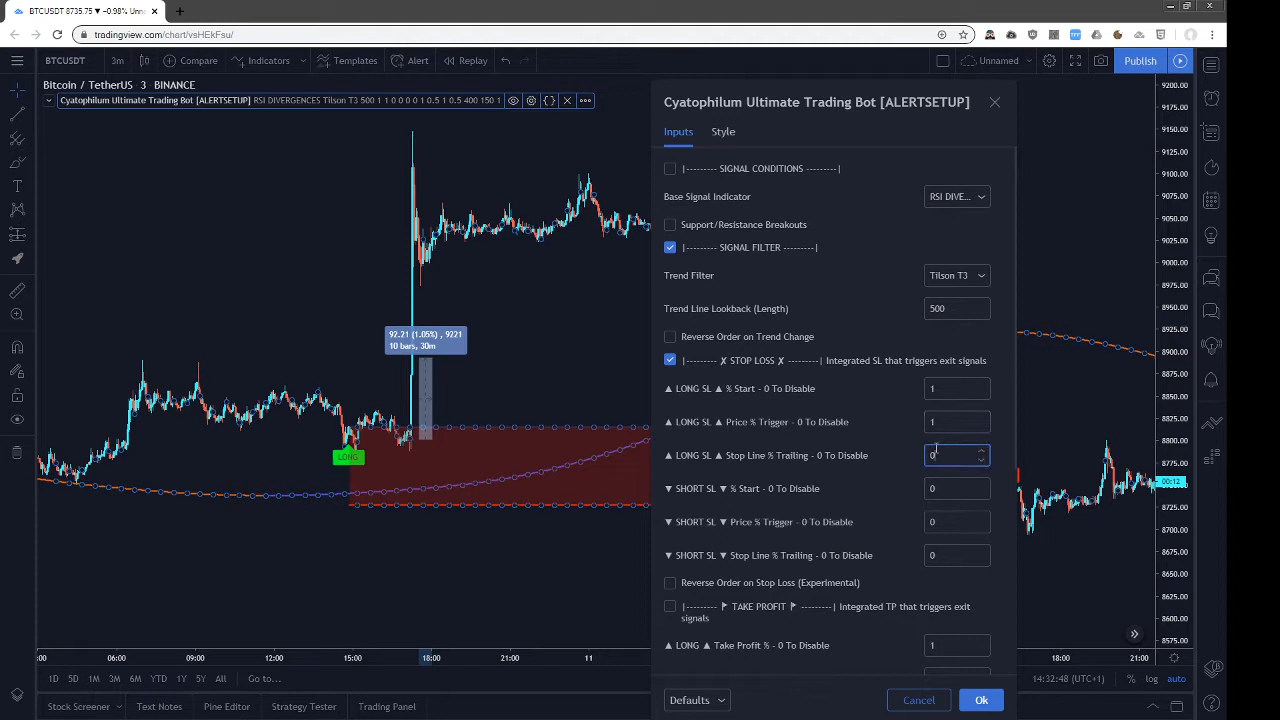 BTCUSDT 8735.75 ▼ −0.98% Unna
tradingview.com/chart/vsHEkFsu/
BTCUSDT 3m Compare Indicators Templates Alert Replay Unnamed Publish
Bitcoin / TetherUS 3 BINANCE
Cyatophilum Ultimate Trading Bot [ALERTSETUP] RSI DIVERGENCES Tilson T3 500 1 1 0 0 0 0 1 0.5 1 0.5 400 150 1
Cyatophilum Ultimate Trading Bot [ALERTSETUP]
Inputs Style
|--------- SIGNAL CONDITIONS ---------|
Base Signal Indicator RSI DIVE...
Support/Resistance Breakouts
|--------- SIGNAL FILTER ---------|
Trend Filter Tilson T3
Trend Line Lookback (Length) 500
Reverse Order on Trend Change
|--------- ✗ STOP LOSS ✗ ---------| Integrated SL that triggers exit signals
▲ LONG SL ▲ % Start - 0 To Disable 1
▲ LONG SL ▲ Price % Trigger - 0 To Disable 1
▲ LONG SL ▲ Stop Line % Trailing - 0 To Disable 0
▼ SHORT SL ▼ % Start - 0 To Disable 0
▼ SHORT SL ▼ Price % Trigger - 0 To Disable 0
▼ SHORT SL ▼ Stop Line % Trailing - 0 To Disable 0
Reverse Order on Stop Loss (Experimental)
|--------- TAKE PROFIT ---------| Integrated TP that triggers exit
signals
▲ LONG ▲ Take Profit % - 0 To Disable 1
Defaults Cancel Ok
92.21 (1.05%) , 9221
10 bars, 30m
LONG
9200.00
9175.00
9150.00
9125.00
9100.00
9075.00
9050.00
9025.00
9000.00
8975.00
8950.00
8925.00
8900.00
8875.00
8850.00
8825.00
8800.00
8775.00
00:12
8725.00
8700.00
8675.00
8650.00
8625.00
8600.00
8575.00
8550.00
:00 06:00 09:00 12:00 15:00 18:00 21:00 11 18:00 21:00
1D 5D 1M 3M 6M YTD 1Y 5Y All Go to... 14:32:48 (UTC+1) % log auto
Stock Screener Text Notes Pine Editor Strategy Tester Trading Panel